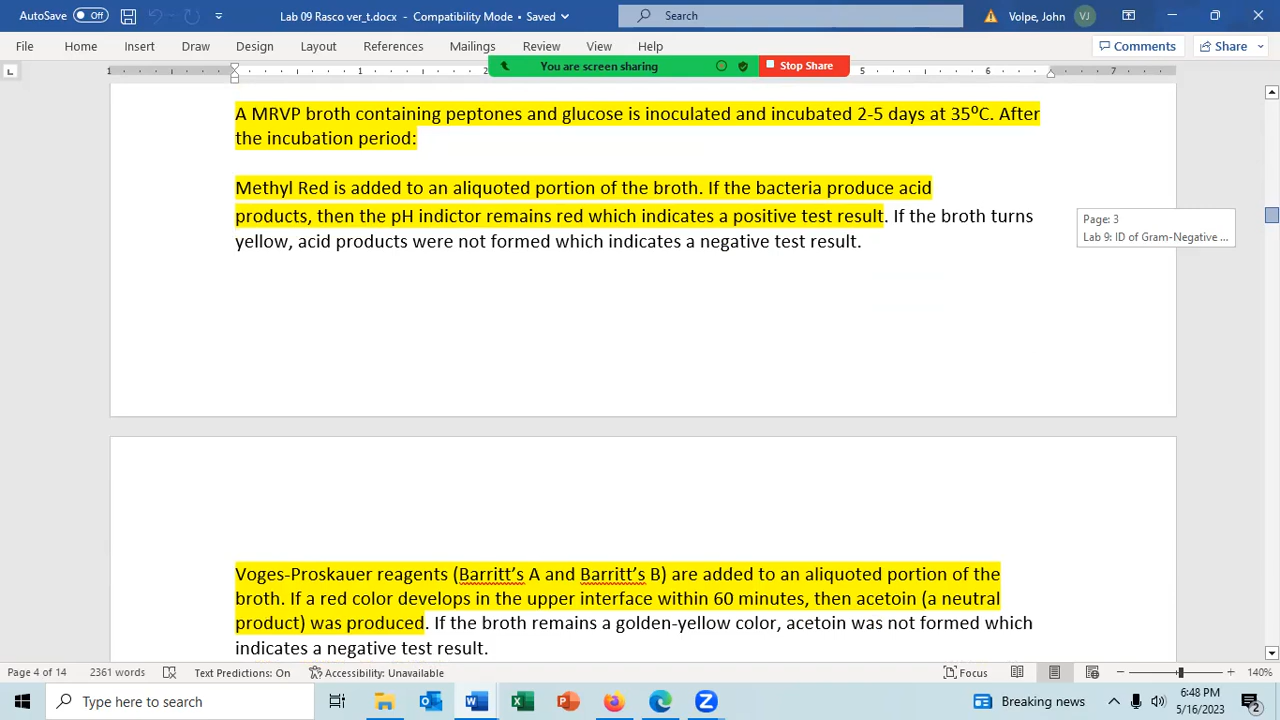 AutoSave Off Lab 09 Rasco ver_t.docx - Compatibility Mode • Saved Search Volpe, John VJ
File Home Insert Draw Design Layout References Mailings Review View Help Comments Share
You are screen sharing Stop Share
1 1 2 5 6 7
A MRVP broth containing peptones and glucose is inoculated and incubated 2-5 days at 35⁰C. After
the incubation period:
Methyl Red is added to an aliquoted portion of the broth. If the bacteria produce acid
products, then the pH indictor remains red which indicates a positive test result. If the broth turns
yellow, acid products were not formed which indicates a negative test result.
Page: 3
Lab 9: ID of Gram-Negative ...
Voges-Proskauer reagents (Barritt’s A and Barritt’s B) are added to an aliquoted portion of the
broth. If a red color develops in the upper interface within 60 minutes, then acetoin (a neutral
product) was produced. If the broth remains a golden-yellow color, acetoin was not formed which
indicates a negative test result.
Page 4 of 14 2361 words Text Predictions: On Accessibility: Unavailable Focus 140%
Type here to search Breaking news 6:48 PM
5/16/2023 2